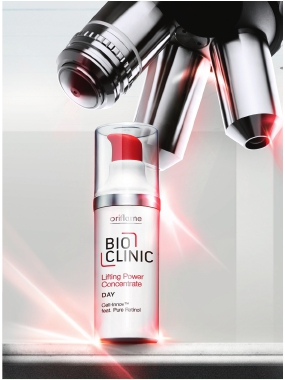 oriflame
BIO
CLINIC
Lifting Power
Concentrate
DAY
Cell-Innov™
feat. Pure Retinol